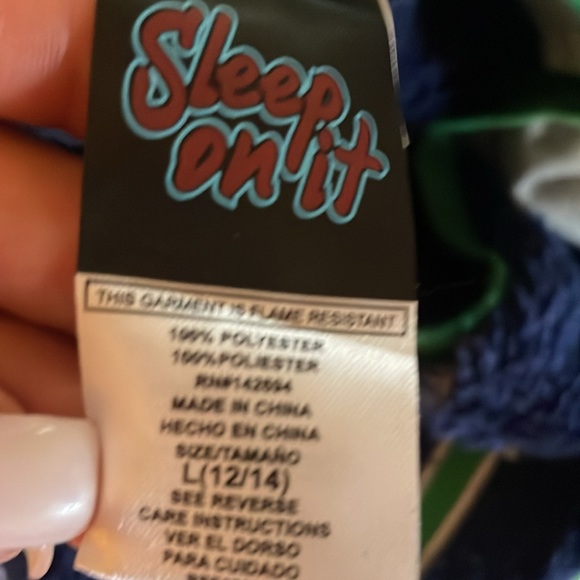 Sleep
on it
THIS GARMENT IS FLAME RESISTANT
100% POLYESTER
100%POLIESTER
RN#142694
MADE IN CHINA
HECHO EN CHINA
SIZE/TAMAÑO
L(12/14)
SEE REVERSE
CARE INSTRUCTIONS
VER EL DORSO
PARA CUIDADO